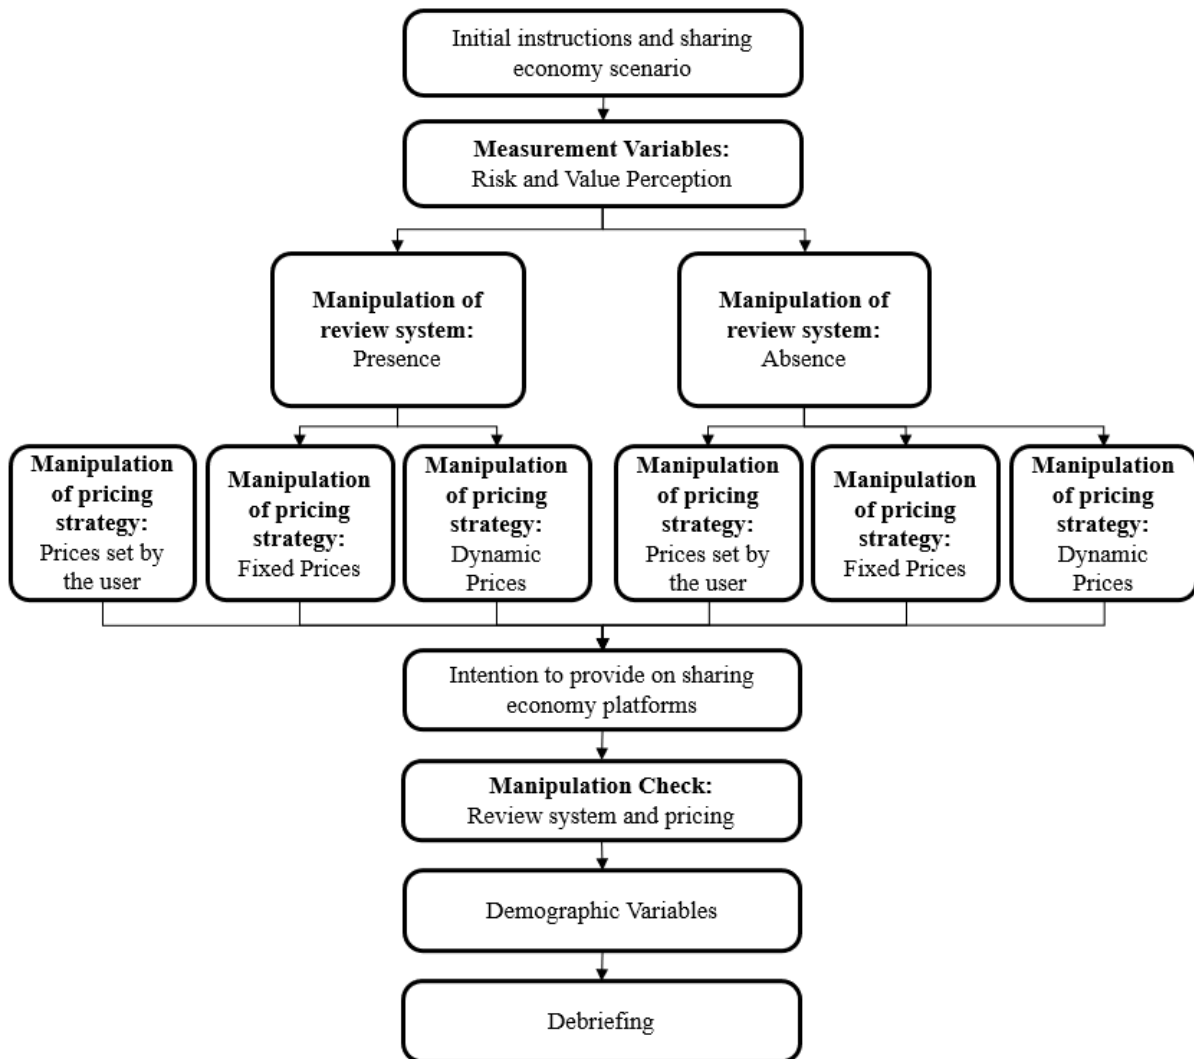 Initial instructions and sharing
economy scenario
Measurement Variables:
Risk and Value Perception
Manipulation of
review system:
Presence
Manipulation of
review system:
Absence
Manipulation
of pricing
strategy:
Prices set by
the user
Manipulation
of pricing
strategy:
Fixed Prices
Manipulation
of pricing
strategy:
Dynamic
Prices
Manipulation
of pricing
strategy:
Prices set by
the user
Manipulation
of pricing
strategy:
Fixed Prices
Manipulation
of pricing
strategy:
Dynamic
Prices
Intention to provide on sharing
economy platforms
Manipulation Check:
Review system and pricing
Demographic Variables
Debriefing